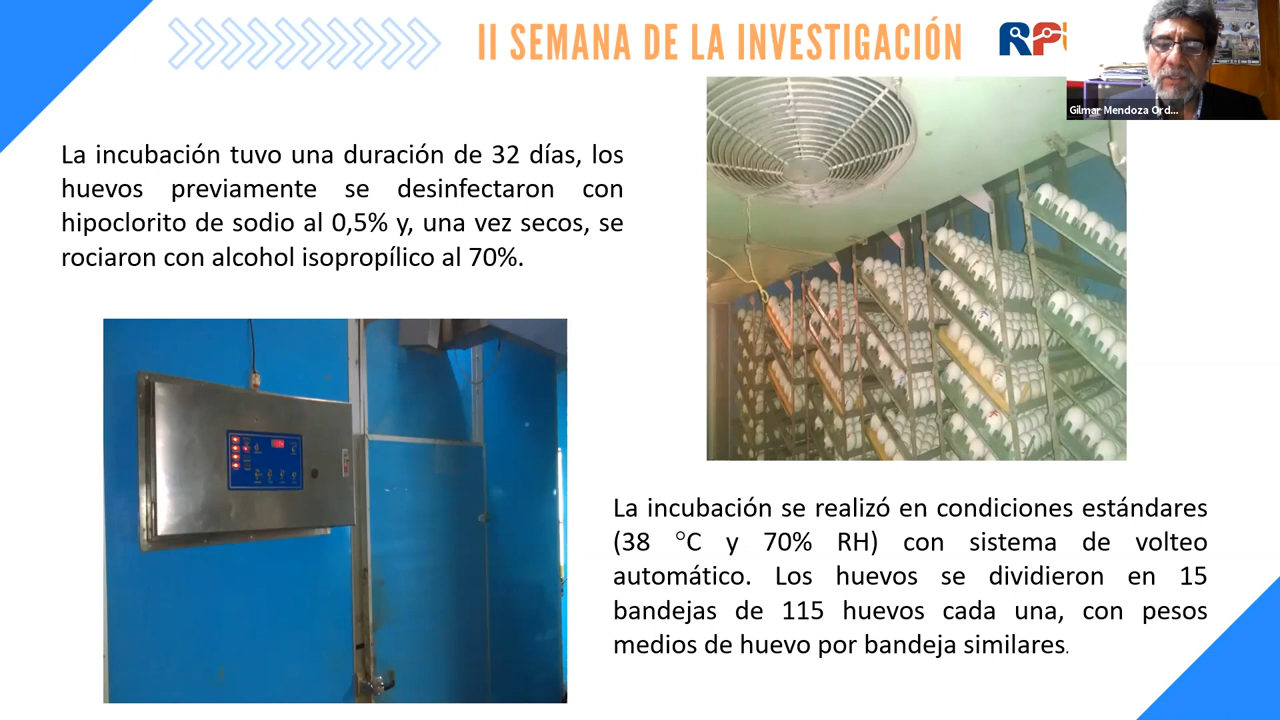 II SEMANA DE LA INVESTIGACIÓN
Gilmar Mendoza Ord...
La incubación tuvo una duración de 32 días, los
huevos previamente se desinfectaron con
hipoclorito de sodio al 0,5% y, una vez secos, se
rociaron con alcohol isopropílico al 70%.
La incubación se realizó en condiciones estándares
(38 °C y 70% RH) con sistema de volteo
automático. Los huevos se dividieron en 15
bandejas de 115 huevos cada una, con pesos
medios de huevo por bandeja similares.